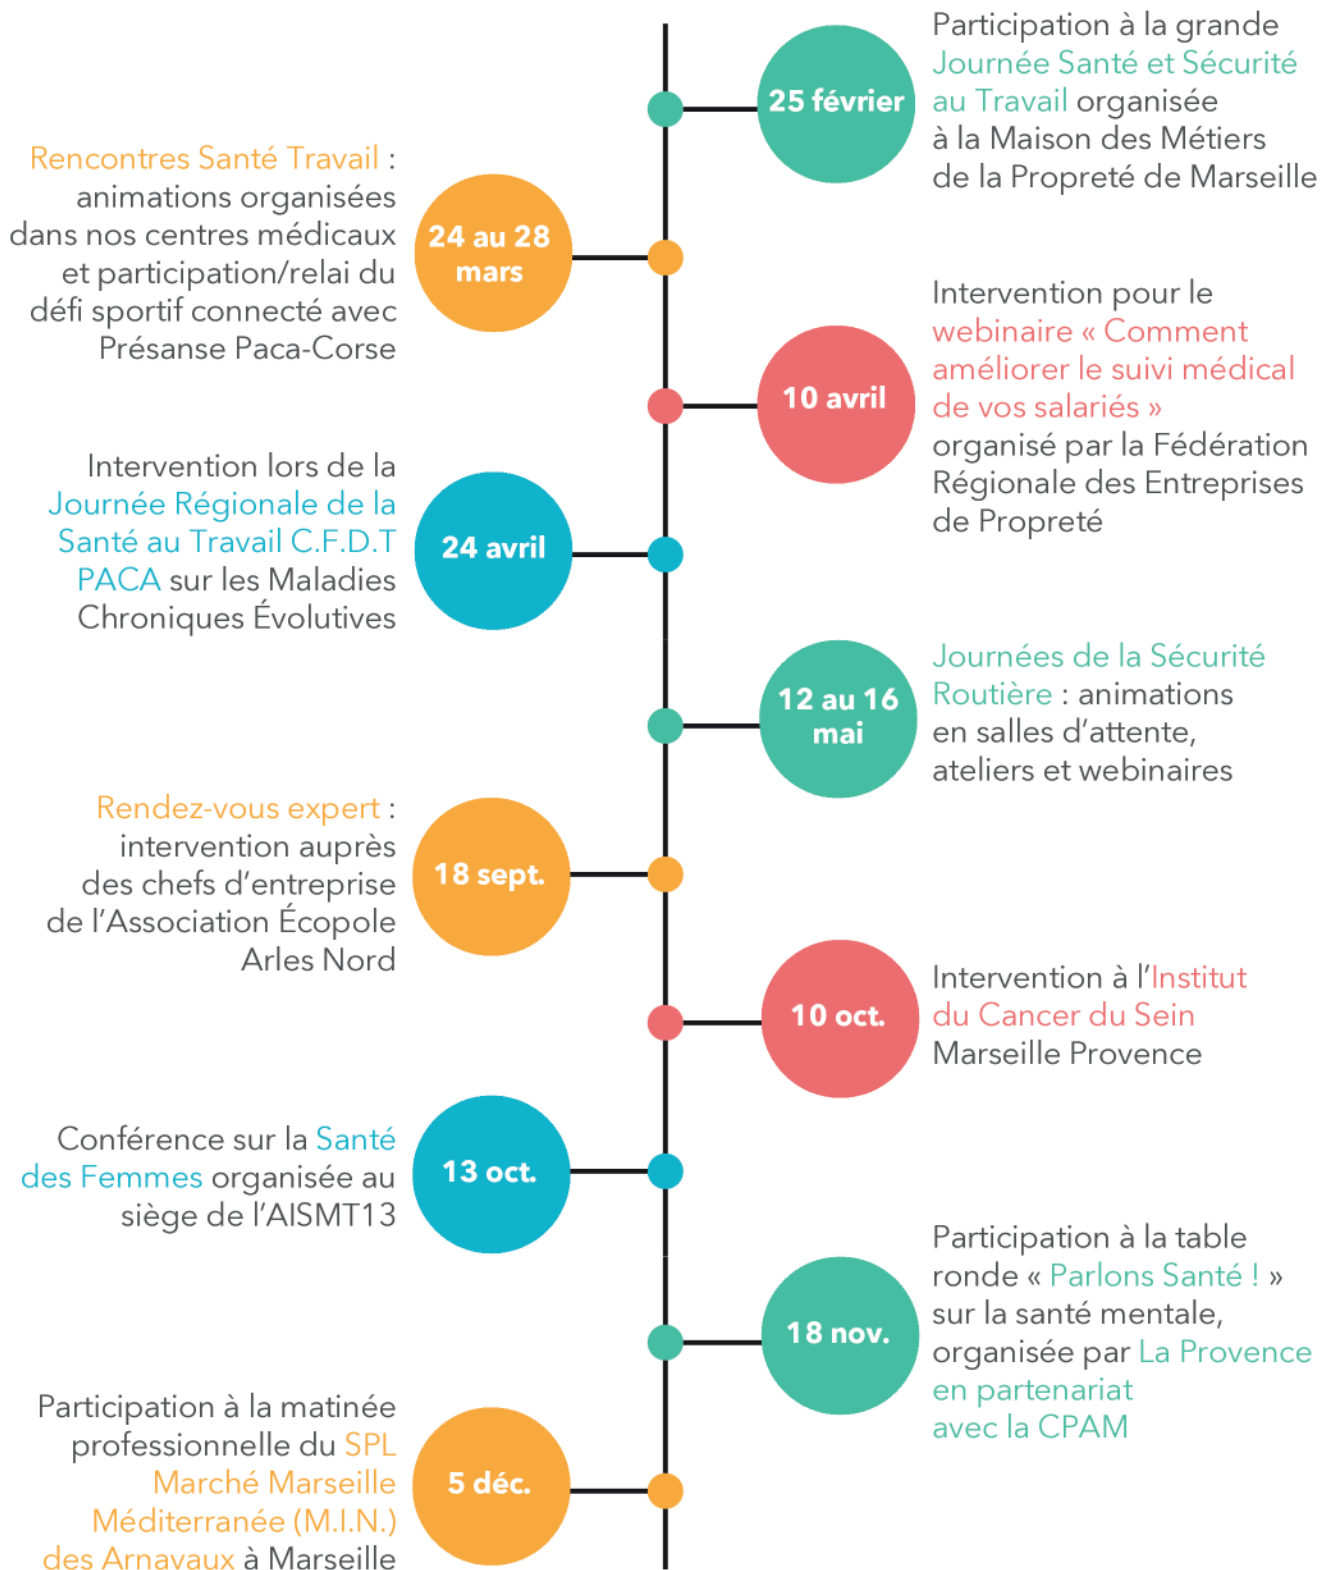 25 février
Participation à la grande
Journée Santé et Sécurité
au Travail organisée
à la Maison des Métiers
de la Propreté de Marseille
24 au 28
mars
Rencontres Santé Travail :
animations organisées
dans nos centres médicaux
et participation/relai du
défi sportif connecté avec
Présanse Paca-Corse
10 avril
Intervention pour le
webinaire « Comment
améliorer le suivi médical
de vos salariés »
organisé par la Fédération
Régionale des Entreprises
de Propreté
24 avril
Intervention lors de la
Journée Régionale de la
Santé au Travail C.F.D.T
PACA sur les Maladies
Chroniques Évolutives
12 au 16
mai
Journées de la Sécurité
Routière : animations
en salles d’attente,
ateliers et webinaires
18 sept.
Rendez-vous expert :
intervention auprès
des chefs d’entreprise
de l’Association Écopole
Arles Nord
10 oct.
Intervention à l’Institut
du Cancer du Sein
Marseille Provence
13 oct.
Conférence sur la Santé
des Femmes organisée au
siège de l’AISMT13
18 nov.
Participation à la table
ronde « Parlons Santé ! »
sur la santé mentale,
organisée par La Provence
en partenariat
avec la CPAM
5 déc.
Participation à la matinée
professionnelle du SPL
Marché Marseille
Méditerranée (M.I.N.)
des Arnavaux à Marseille